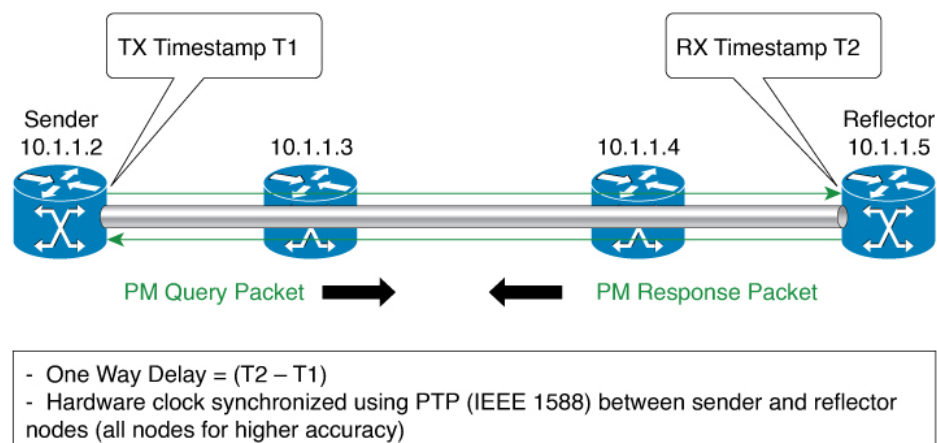 TX Timestamp T1
RX Timestamp T2
Sender
10.1.1.2
10.1.1.3
10.1.1.4
Reflector
10.1.1.5
PM Query Packet
PM Response Packet
- One Way Delay = (T2 – T1)
- Hardware clock synchronized using PTP (IEEE 1588) between sender and reflector
nodes (all nodes for higher accuracy)